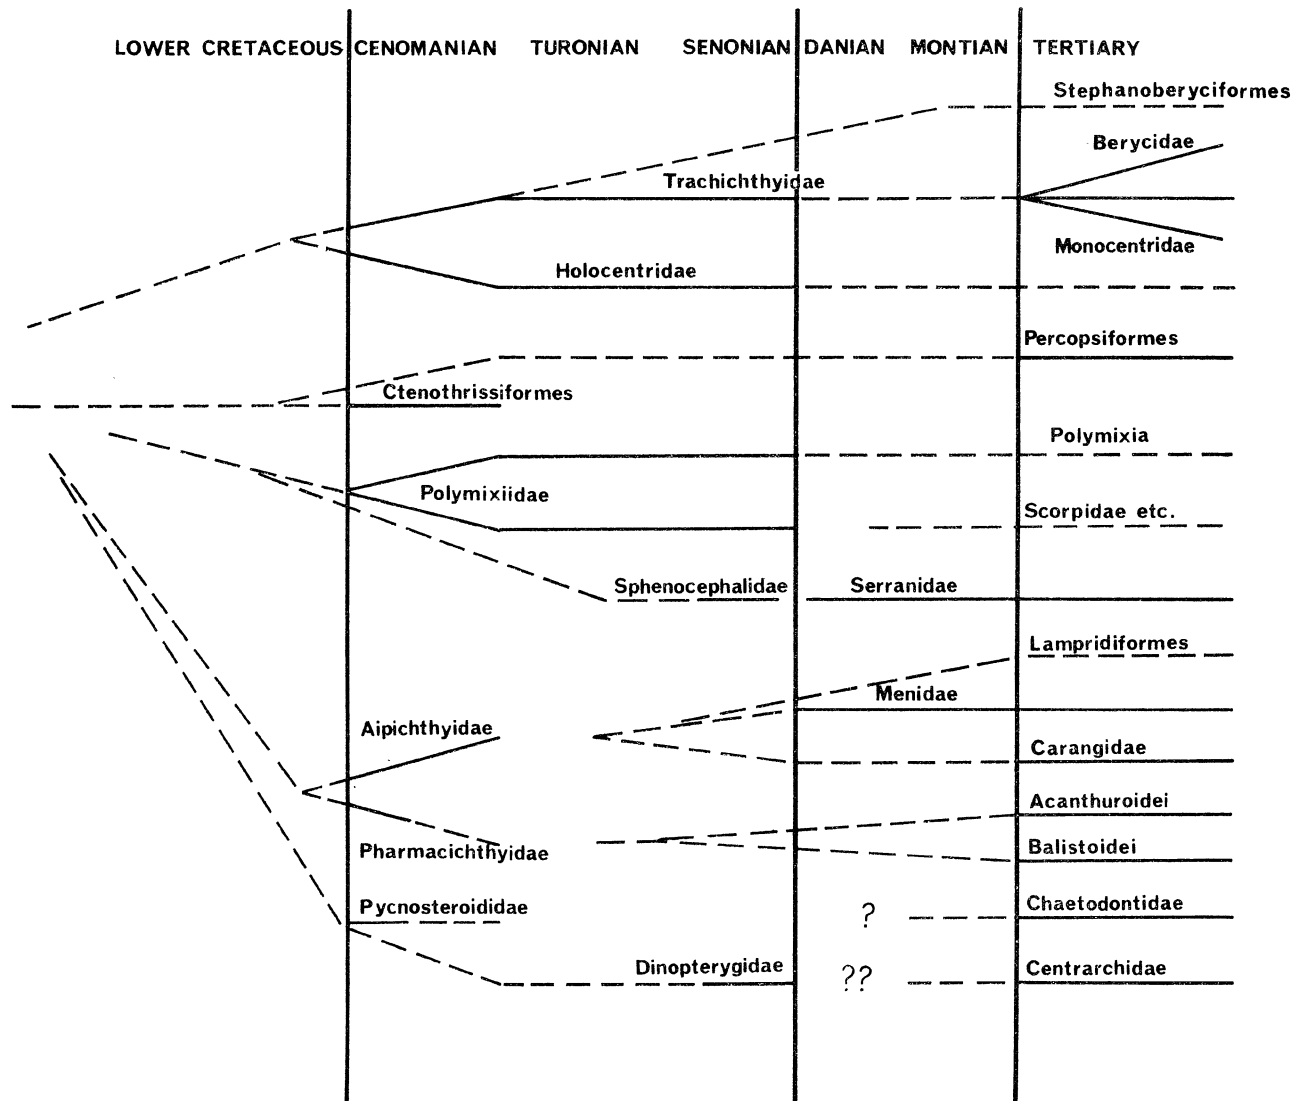 LOWER CRETACEOUS CENOMANIAN TURONIAN SENONIAN DANIAN MONTIAN TERTIARY
Stephanoberyciformes
Berycidae
Trachichthyidae
Monocentridae
Holocentridae
Percopsiformes
Ctenothrissiformes
Polymixia
Polymixiidae
Scorpidae etc.
Sphenocephalidae Serranidae
Lampridiformes
Menidae
Aipichthyidae
Carangidae
Acanthuroidei
Pharmacichthyidae Balistoidei
Pycnosteroididae ? Chaetodontidae
Dinopterygidae ?? Centrarchidae